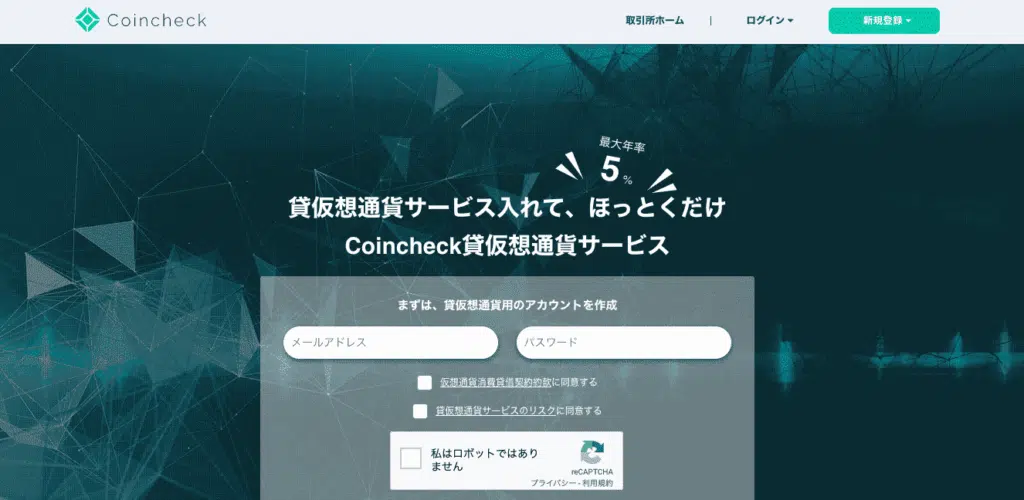 Coincheck
取引所ホーム | ログイン 新規登録
最大年率
5%
貸仮想通貨サービス入れて、ほっとくだけ
Coincheck貸仮想通貨サービス
まずは、貸仮想通貨用のアカウントを作成
メールアドレス パスワード
仮想通貨消費貸借契約約款に同意する
貸仮想通貨サービスのリスクに同意する
私はロボットではあり
ません
reCAPTCHA
プライバシー - 利用規約